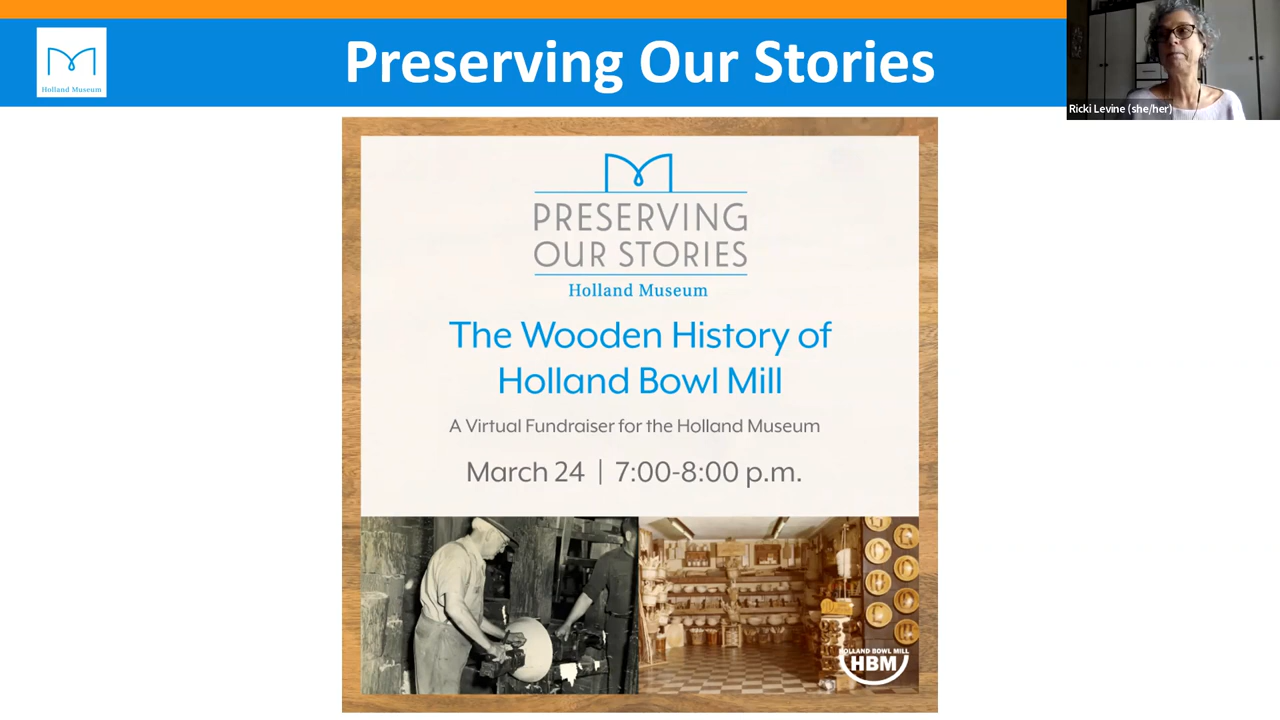 Preserving Our Stories
Holland Museum
Ricki Levine (she/her)
PRESERVING
OUR STORIES
Holland Museum
The Wooden History of
Holland Bowl Mill
A Virtual Fundraiser for the Holland Museum
March 24 | 7:00-8:00 p.m.
HOLLAND BOWL MILL
HBM